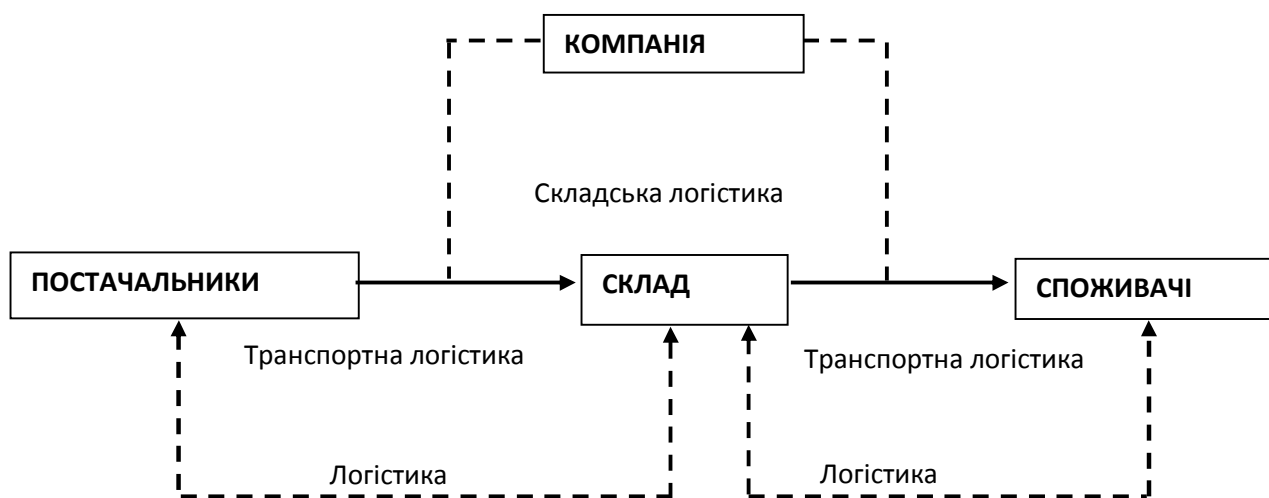 КОМПАНІЯ
Складська логістика
ПОСТАЧАЛЬНИКИ
СКЛАД
СПОЖИВАЧІ
Транспортна логістика
Транспортна логістика
Логістика
Логістика